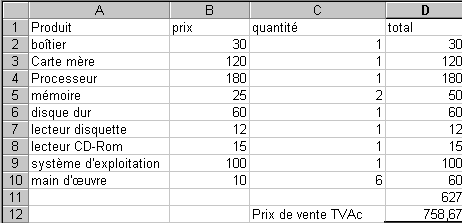 A B C D
1 Produit prix quantité total
2 boîtier 30 1 30
3 Carte mère 120 1 120
4 Processeur 180 1 180
5 mémoire 25 2 50
6 disque dur 60 1 60
7 lecteur disquette 12 1 12
8 lecteur CD-Rom 15 1 15
9 système d'exploitation 100 1 100
10 main d'œuvre 10 6 60
11 627
12 Prix de vente TVAc 758,67